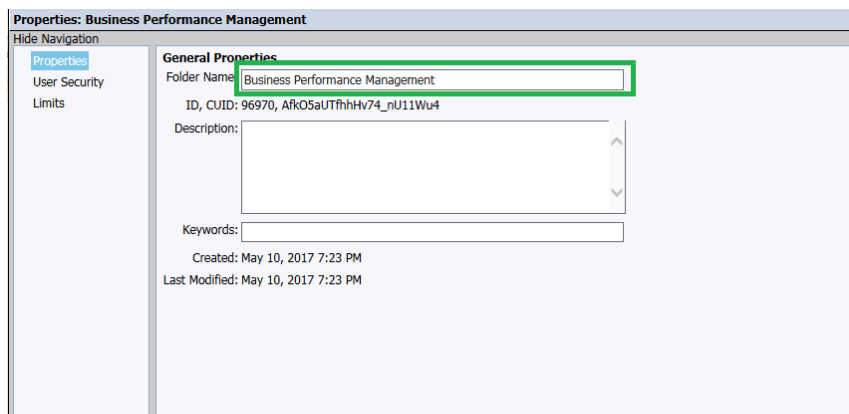 Properties: Business Performance Management
Hide Navigation
Properties
User Security
Limits
General Properties
Folder Name: Business Performance Management
ID, CUID: 96970, AfkO5aUTfhhHv74_nU11Wu4
Description:
Keywords:
Created: May 10, 2017 7:23 PM
Last Modified: May 10, 2017 7:23 PM